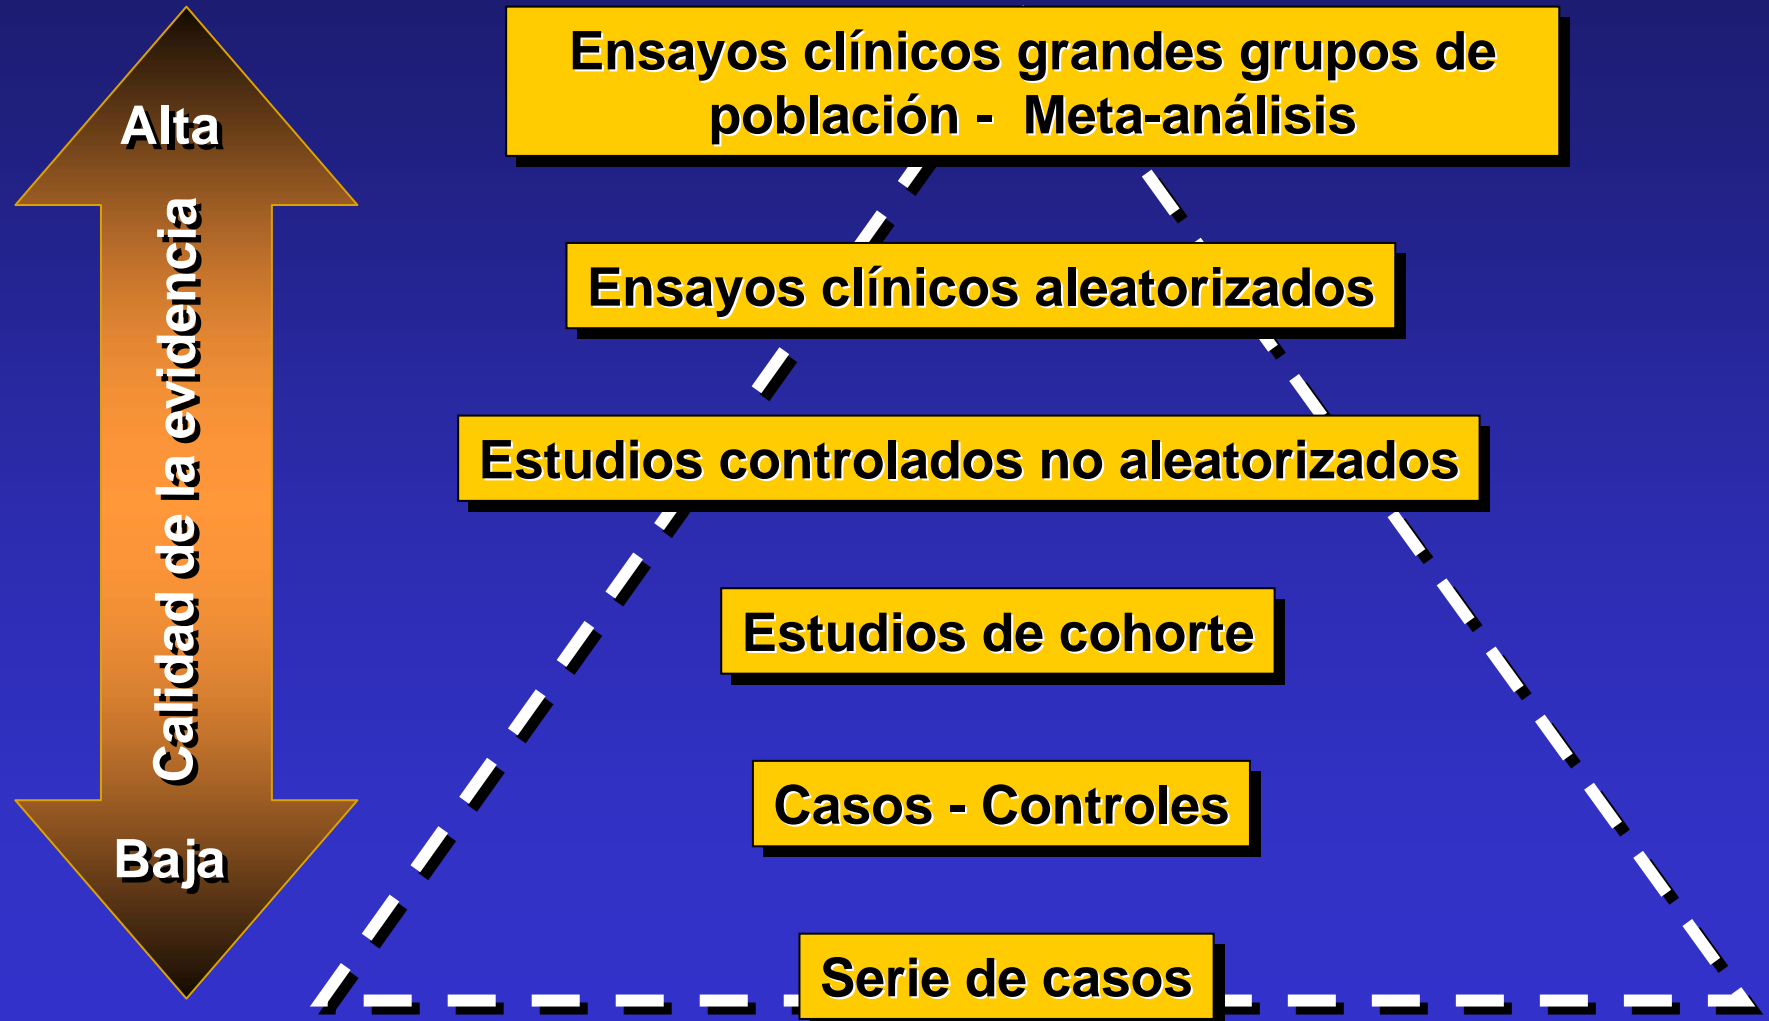 Alta
Calidad de la evidencia
Baja
Ensayos clínicos grandes grupos de
población - Meta-análisis
Ensayos clínicos aleatorizados
Estudios controlados no aleatorizados
Estudios de cohorte
Casos - Controles
Serie de casos